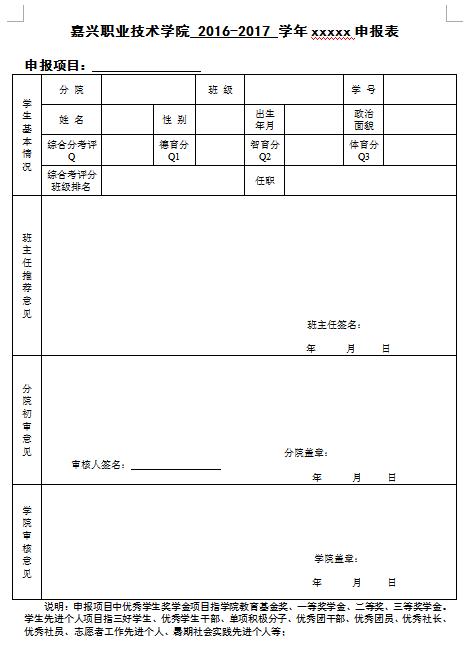 嘉兴职业技术学院 2016-2017 学年xxxxx申报表
申报项目：
学生基本情况
分 院
班 级
学 号
姓 名
性 别
出生
年月
政治
面貌
综合分考评
Q
德育分
Q1
智育分
Q2
体育分
Q3
综合考评分
班级排名
任职
班主任推荐意见
班主任签名：
年 月 日
分院初审意见
分院盖章：
审核人签名：
年 月 日
学院审核意见
学院盖章：
年 月 日
说明：申报项目中优秀学生奖学金项目指学院教育基金奖、一等奖学金、二等奖、三等奖学金。
学生先进个人项目指三好学生、优秀学生干部、单项积极分子、优秀团干部、优秀团员、优秀社长、
优秀社员、志愿者工作先进个人、暑期社会实践先进个人等；